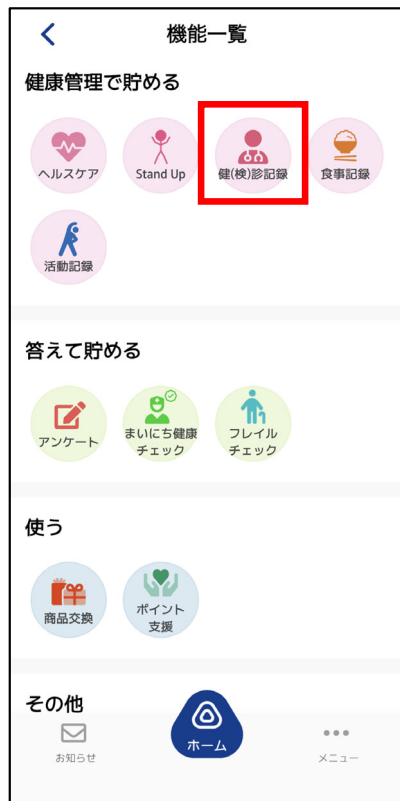 機能一覧
健康管理で貯める
ヘルスケア
Stand Up
健(検)診記録
食事記録
活動記録
答えて貯める
アンケート
まいにち健康
チェック
フレイル
チェック
使う
商品交換
ポイント
支援
その他
お知らせ
ホーム
メニュー